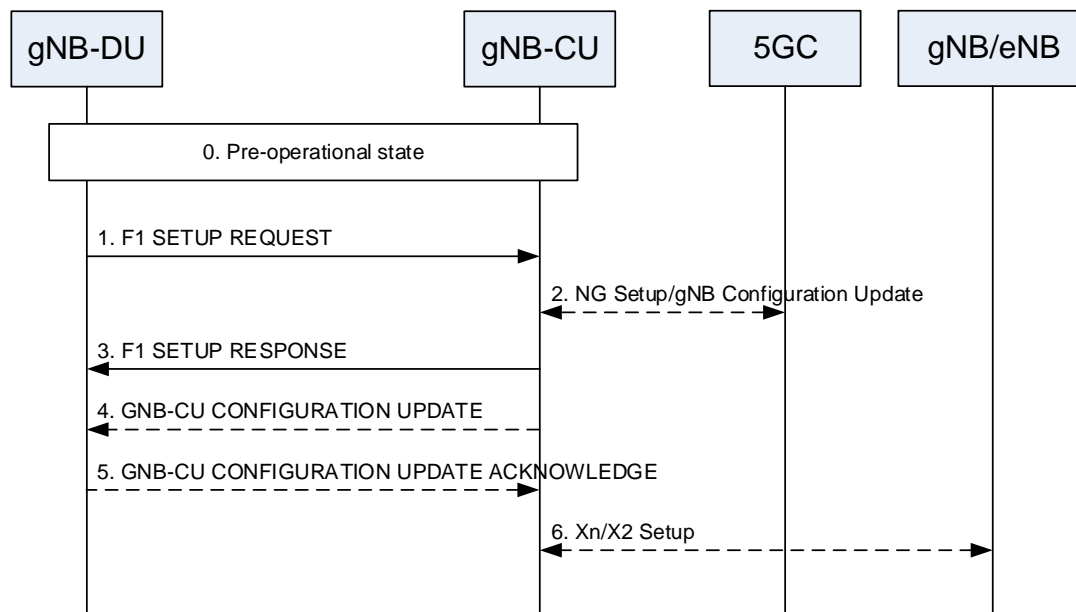 gNB-DU
gNB-CU
5GC
gNB/eNB
0. Pre-operational state
1. F1 SETUP REQUEST
2. NG Setup/gNB Configuration Update
3. F1 SETUP RESPONSE
4. GNB-CU CONFIGURATION UPDATE
5. GNB-CU CONFIGURATION UPDATE ACKNOWLEDGE
6. Xn/X2 Setup